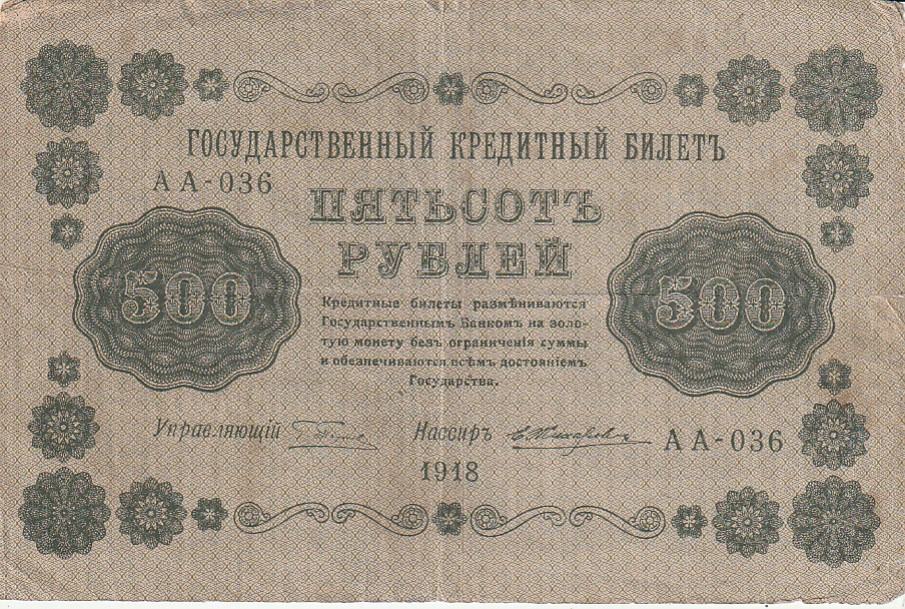 ГОСУДАРСТВЕННЫЙ КРЕДИТНЫЙ БИЛЕТЪ
АА-036
ПЯТЬСОТЪ
РУБЛЕЙ
500
500
Кредитные билеты размѣниваются
Государственнымъ Банкомъ на золо-
тую монету безъ ограниченія суммы
и обезпечиваются всѣмъ достояніемъ
Государства.
Управляющій
Кассиръ
АА-036
1918